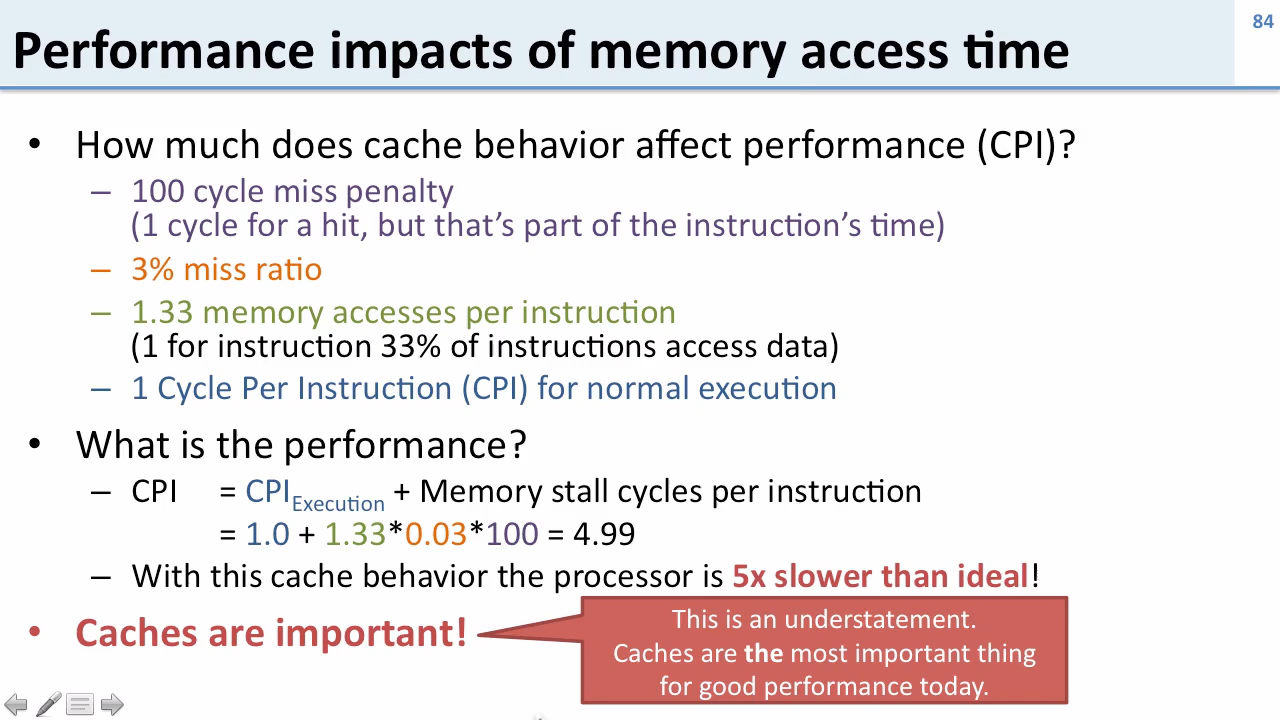 84
Performance impacts of memory access time
• How much does cache behavior affect performance (CPI)?
– 100 cycle miss penalty
(1 cycle for a hit, but that’s part of the instruction’s time)
– 3% miss ratio
– 1.33 memory accesses per instruction
(1 for instruction 33% of instructions access data)
– 1 Cycle Per Instruction (CPI) for normal execution
• What is the performance?
– CPI = CPIExecution + Memory stall cycles per instruction
= 1.0 + 1.33*0.03*100 = 4.99
– With this cache behavior the processor is 5x slower than ideal!
• Caches are important!
This is an understatement.
Caches are the most important thing
for good performance today.